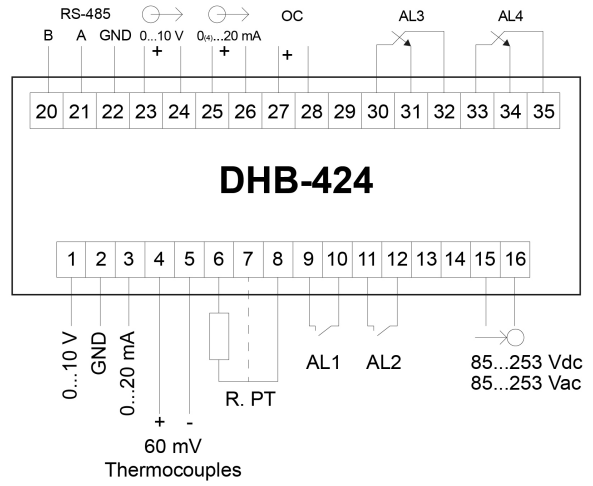 RS-485 OC AL3 AL4
B A GND 0...10 V 0(4)...20 mA
+ + +
20 21 22 23 24 25 26 27 28 29 30 31 32 33 34 35
DHB-424
1 2 3 4 5 6 7 8 9 10 11 12 13 14 15 16
0...10 V
GND
0...20 mA
+ -
60 mV
Thermocouples
R. PT
AL1
AL2
85...253 Vdc
85...253 Vac